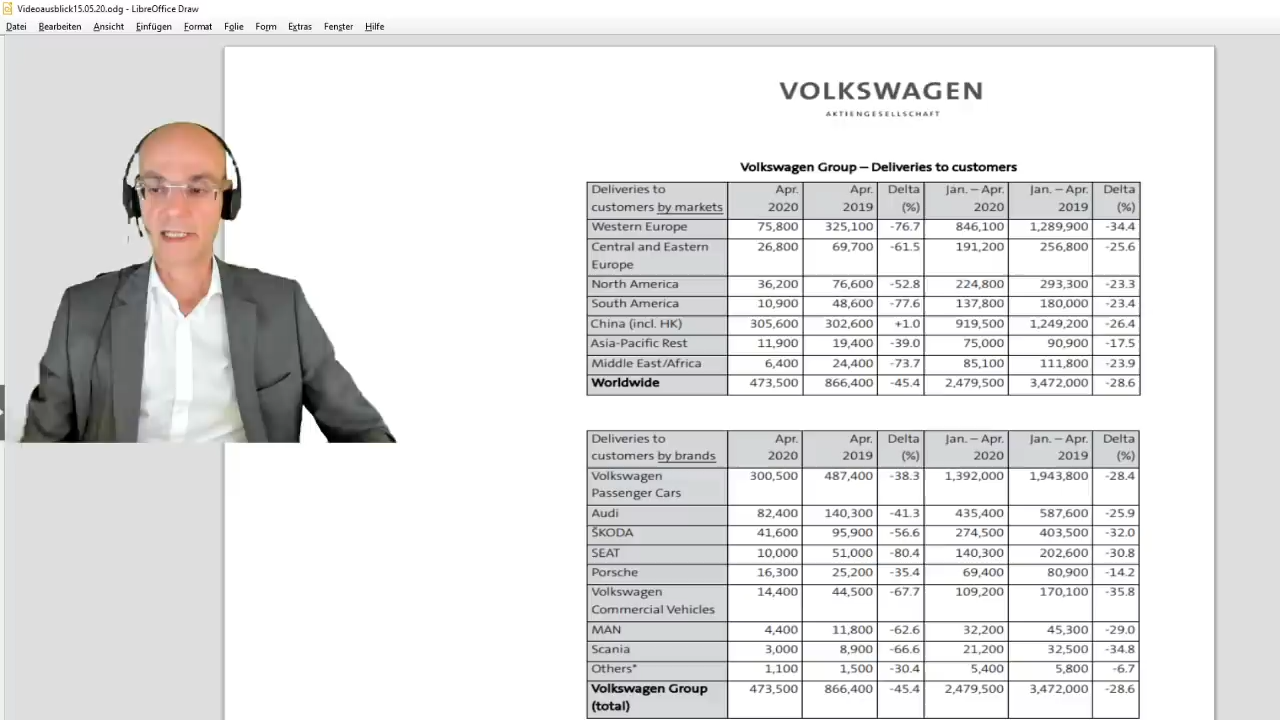 Videoausblick15.05.20.odg - LibreOffice Draw
Datei Bearbeiten Ansicht Einfügen Format Folie Form Extras Fenster Hilfe
VOLKSWAGEN
AKTIENGESELLSCHAFT
Volkswagen Group – Deliveries to customers
Deliveries to customers by markets Apr. 2020 Apr. 2019 Delta (%) Jan. – Apr. 2020 Jan. – Apr. 2019 Delta (%)
Western Europe 75,800 325,100 -76.7 846,100 1,289,900 -34.4
Central and Eastern Europe 26,800 69,700 -61.5 191,200 256,800 -25.6
North America 36,200 76,600 -52.8 224,800 293,300 -23.3
South America 10,900 48,600 -77.6 137,800 180,000 -23.4
China (incl. HK) 305,600 302,600 +1.0 919,500 1,249,200 -26.4
Asia-Pacific Rest 11,900 19,400 -39.0 75,000 90,900 -17.5
Middle East/Africa 6,400 24,400 -73.7 85,100 111,800 -23.9
Worldwide 473,500 866,400 -45.4 2,479,500 3,472,000 -28.6
Deliveries to customers by brands Apr. 2020 Apr. 2019 Delta (%) Jan. – Apr. 2020 Jan. – Apr. 2019 Delta (%)
Volkswagen Passenger Cars 300,500 487,400 -38.3 1,392,000 1,943,800 -28.4
Audi 82,400 140,300 -41.3 435,400 587,600 -25.9
ŠKODA 41,600 95,900 -56.6 274,500 403,500 -32.0
SEAT 10,000 51,000 -80.4 140,300 202,600 -30.8
Porsche 16,300 25,200 -35.4 69,400 80,900 -14.2
Volkswagen Commercial Vehicles 14,400 44,500 -67.7 109,200 170,100 -35.8
MAN 4,400 11,800 -62.6 32,200 45,300 -29.0
Scania 3,000 8,900 -66.6 21,200 32,500 -34.8
Others* 1,100 1,500 -30.4 5,400 5,800 -6.7
Volkswagen Group (total) 473,500 866,400 -45.4 2,479,500 3,472,000 -28.6